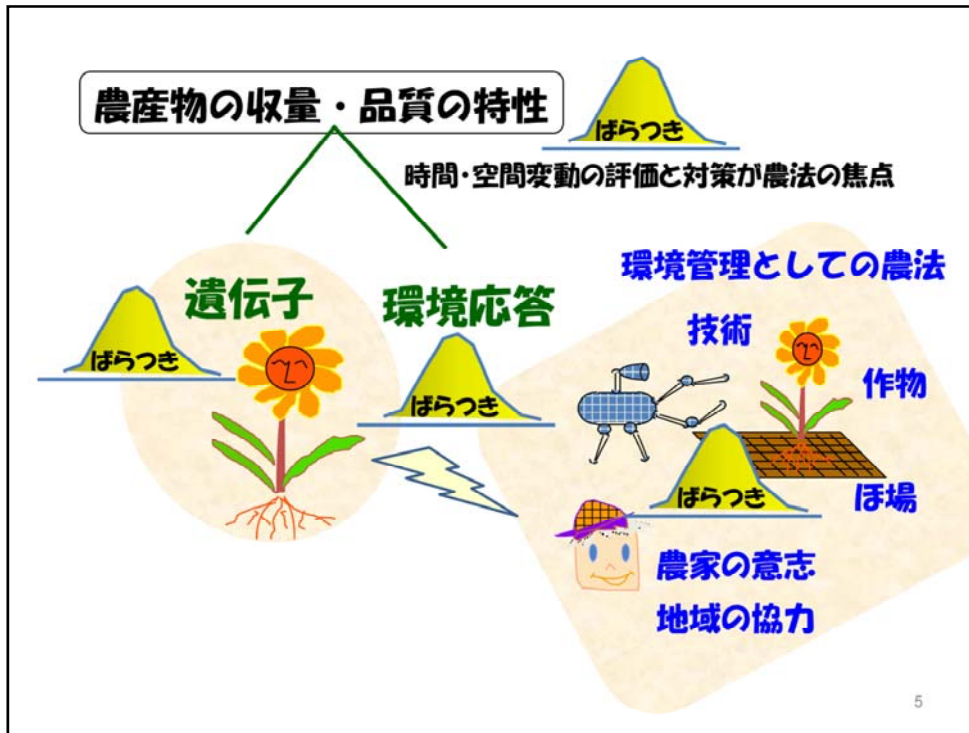 農産物の収量・品質の特性
ばらつき
時間・空間変動の評価と対策が農法の焦点
遺伝子
ばらつき
環境応答
ばらつき
環境管理としての農法
技術
作物
ばらつき
ほ場
農家の意志
地域の協力
5